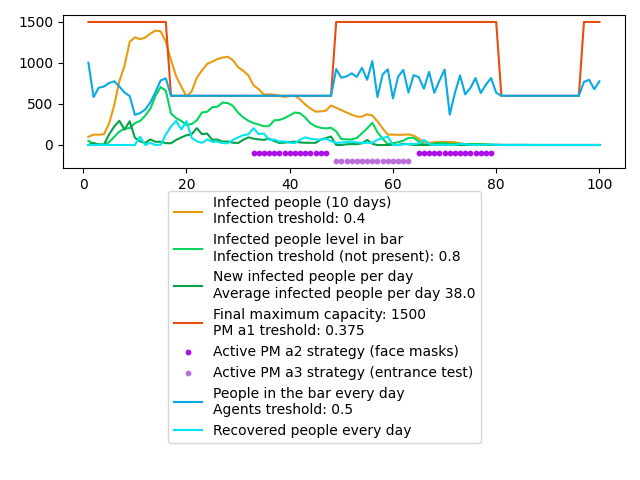 1500
1000
500
0
0 20 40 60 80 100
Infected people (10 days)
Infection treshold: 0.4
Infected people level in bar
Infection treshold (not present): 0.8
New infected people per day
Average infected people per day 38.0
Final maximum capacity: 1500
PM a1 treshold: 0.375
Active PM a2 strategy (face masks)
Active PM a3 strategy (entrance test)
People in the bar every day
Agents treshold: 0.5
Recovered people every day